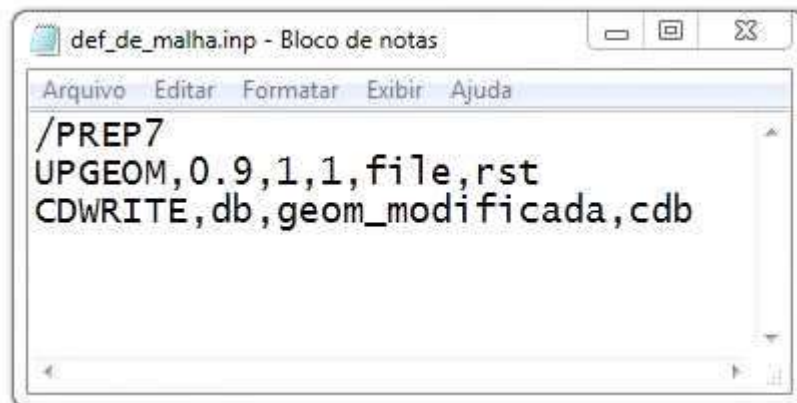 def_de_malha.inp - Bloco de notas
Arquivo Editar Formatar Exibir Ajuda
/PREP7
UPGEOM,0.9,1,1,file,rst
CDWRITE,db,geom_modificada,cdb